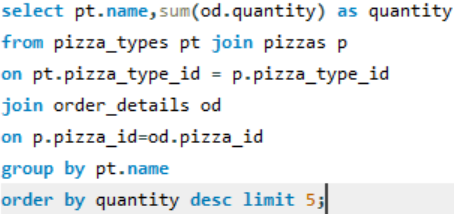 select pt.name,sum(od.quantity) as quantity
from pizza_types pt join pizzas p
on pt.pizza_type_id = p.pizza_type_id
join order_details od
on p.pizza_id=od.pizza_id
group by pt.name
order by quantity desc limit 5;